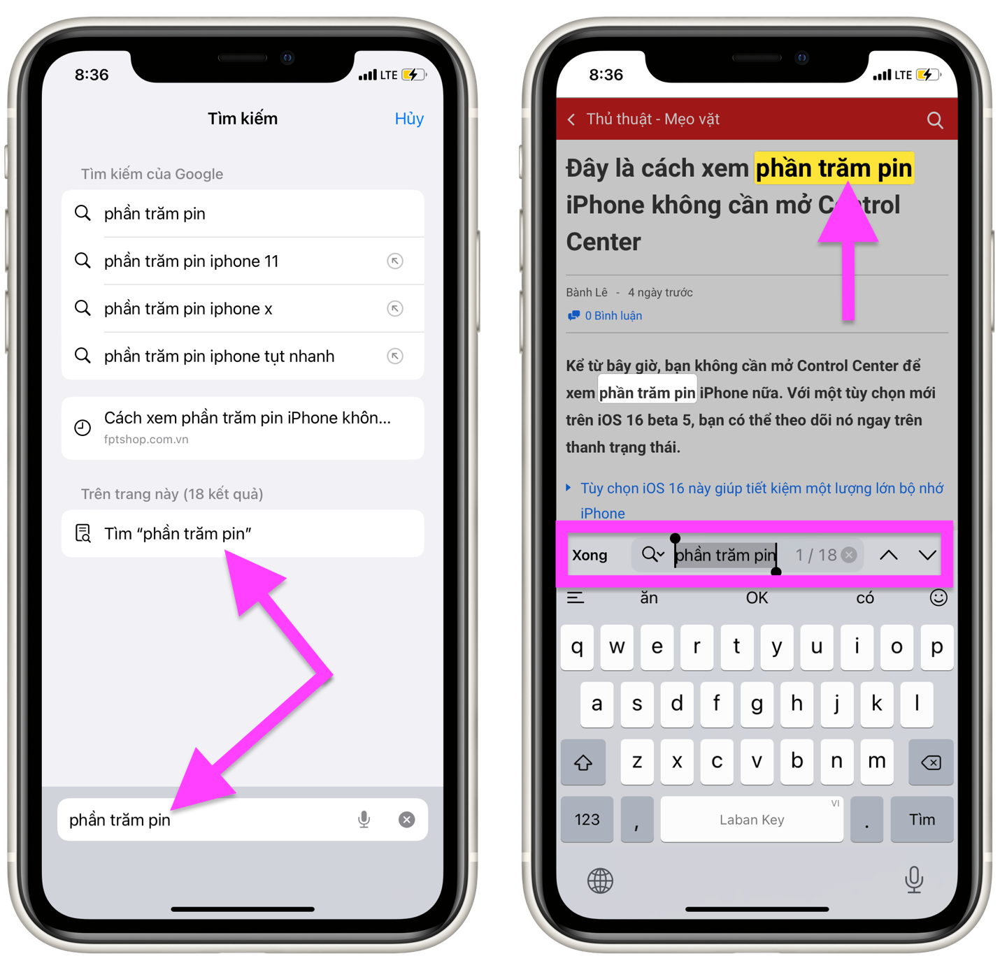 8:36
LTE
Tìm kiếm
Hủy
Tìm kiếm của Google
phần trăm pin
phần trăm pin iphone 11
phần trăm pin iphone x
phần trăm pin iphone tụt nhanh
Cách xem phần trăm pin iPhone khôn...
fptshop.com.vn
Trên trang này (18 kết quả)
Tìm “phần trăm pin”
phần trăm pin
8:36
LTE
Thủ thuật - Mẹo vặt
Đây là cách xem phần trăm pin
iPhone không cần mở Control
Center
Bành Lê - 4 ngày trước
0 Bình luận
Kể từ bây giờ, bạn không cần mở Control Center để
xem phần trăm pin iPhone nữa. Với một tùy chọn mới
trên iOS 16 beta 5, bạn có thể theo dõi nó ngay trên
thanh trạng thái.
Tùy chọn iOS 16 này giúp tiết kiệm một lượng lớn bộ nhớ
iPhone
Xong
phần trăm pin
1 / 18
ăn OK có
q w e r t y u i o p
a s d f g h j k l
z x c v b n m
123 , Laban Key VI . Tìm